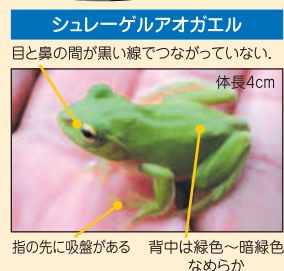 シュレーゲルアオガエル
目と鼻の間が黒い線でつながっていない.
体長4cm
指の先に吸盤がある
背中は緑色～暗緑色
なめらか